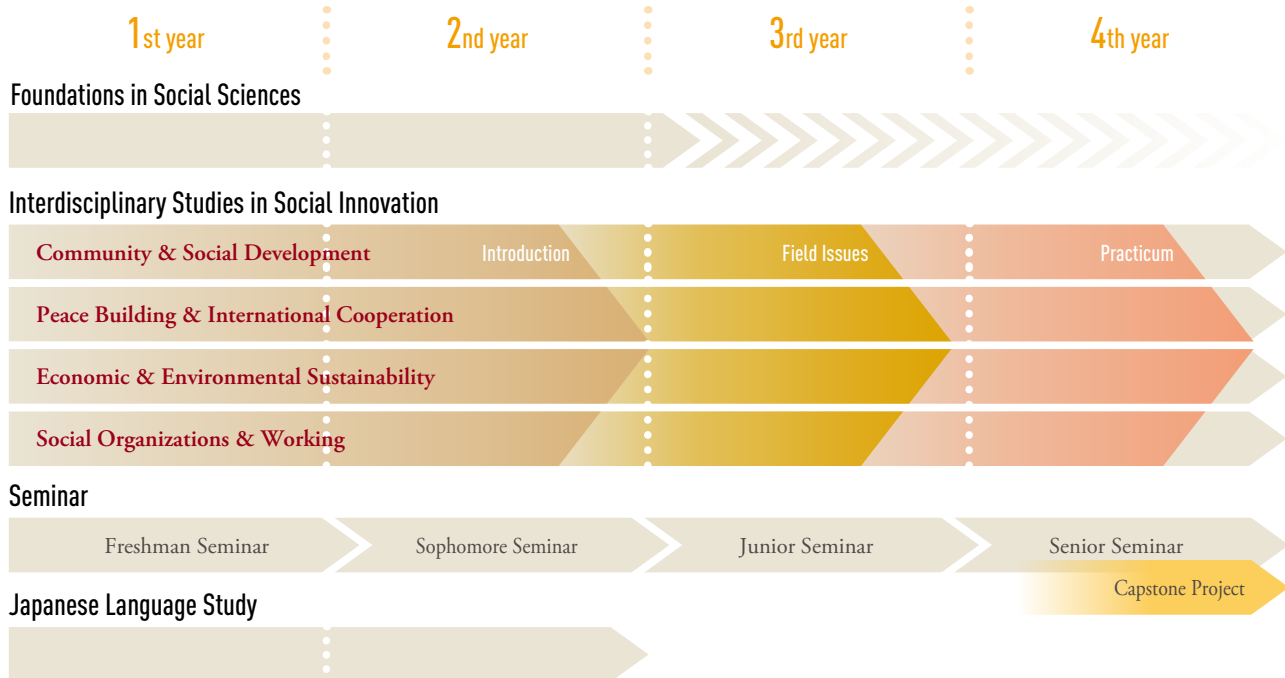 1st year 2nd year 3rd year 4th year
Foundations in Social Sciences
Interdisciplinary Studies in Social Innovation
Community & Social Development Introduction Field Issues Practicum
Peace Building & International Cooperation
Economic & Environmental Sustainability
Social Organizations & Working
Seminar
Freshman Seminar Sophomore Seminar Junior Seminar Senior Seminar
Capstone Project
Japanese Language Study